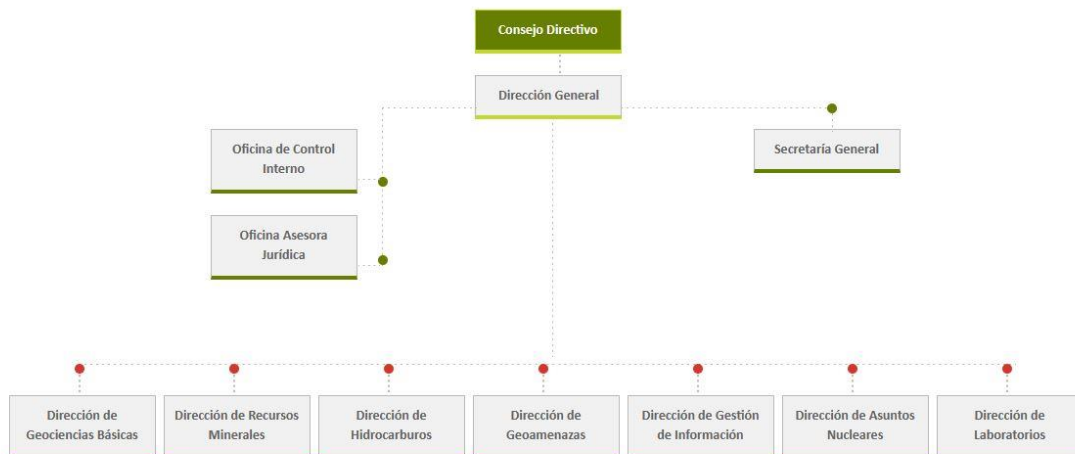 Consejo Directivo
Dirección General
Oficina de Control
Interno
Secretaría General
Oficina Asesora
Jurídica
Dirección de
Geociencias Básicas
Dirección de Recursos
Minerales
Dirección de
Hidrocarburos
Dirección de
Geoamenazas
Dirección de Gestión
de Información
Dirección de Asuntos
Nucleares
Dirección de
Laboratorios